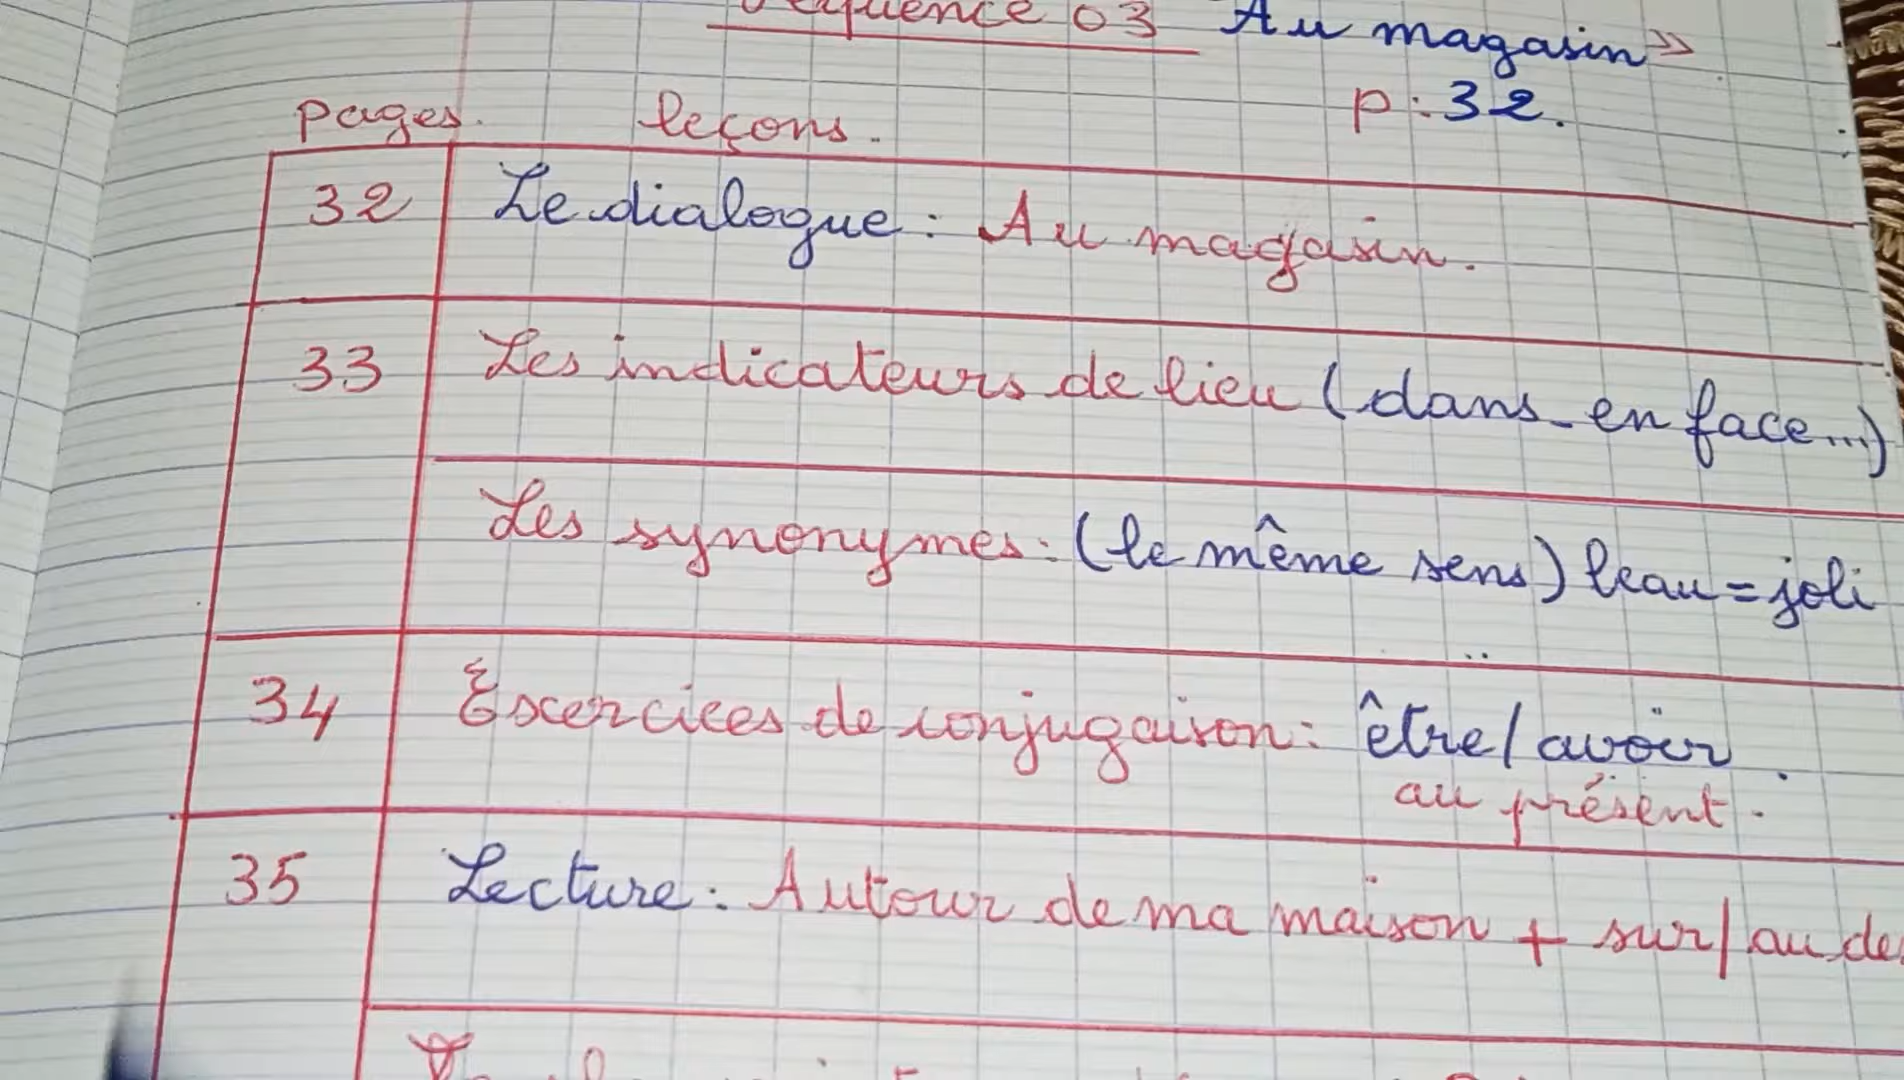 Séquence 03 Au magasin »
p: 32.
pages. leçons.
32 Le dialogue: Au magasin.
33 Les indicateurs de lieu (dans - en face...)
Les synonymes: (le même sens) beau = joli
34 Exercices de conjugaison: être / avoir.
au présent.
35 Lecture: Autour de ma maison + sur / au de